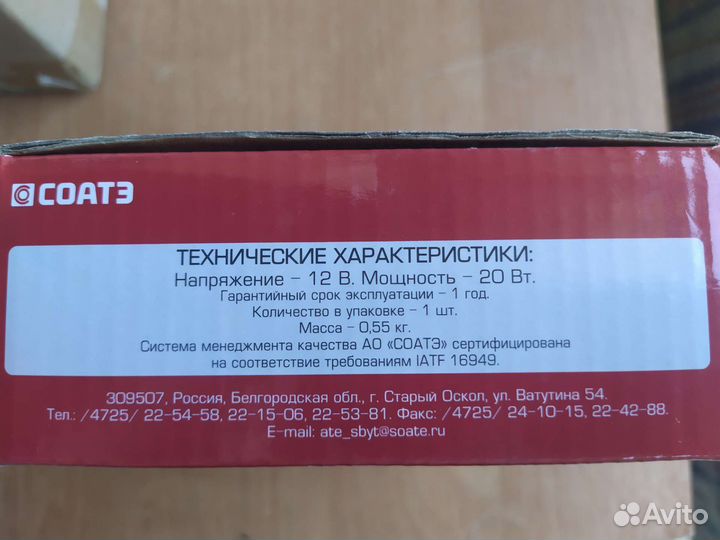 СОАТЭ
ТЕХНИЧЕСКИЕ ХАРАКТЕРИСТИКИ:
Напряжение – 12 В. Мощность – 20 Вт.
Гарантийный срок эксплуатации – 1 год.
Количество в упаковке – 1 шт.
Масса – 0,55 кг.
Система менеджмента качества АО «СОАТЭ» сертифицирована
на соответствие требованиям IATF 16949.
309507, Россия, Белгородская обл., г. Старый Оскол, ул. Ватутина 54.
Тел.: /4725/ 22-54-58, 22-15-06, 22-53-81. Факс: /4725/ 24-10-15, 22-42-88.
E-mail: ate_sbyt@soate.ru
Avito